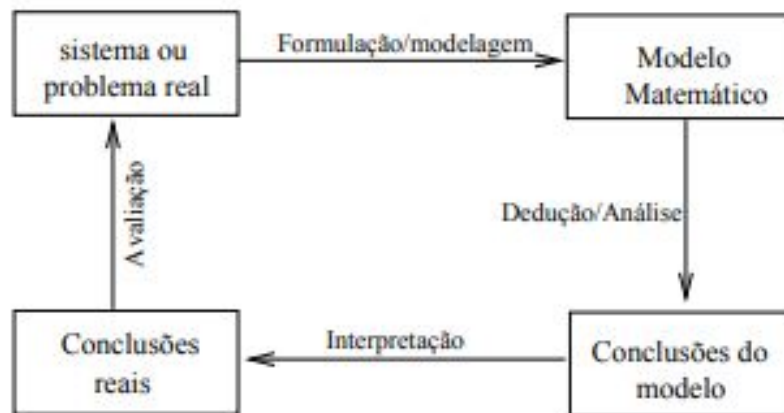 sistema ou
problema real
Formulação/modelagem
Modelo
Matemático
Avaliação
Dedução/Análise
Conclusões
reais
Interpretação
Conclusões do
modelo